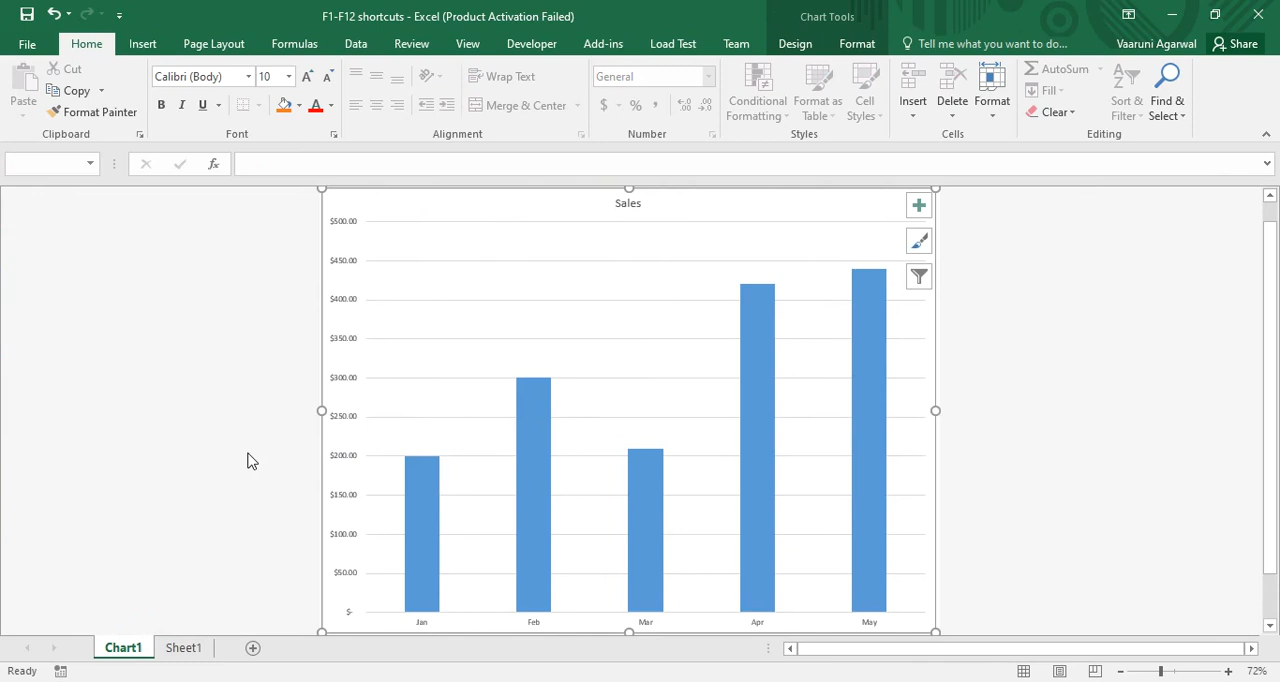 F1-F12 shortcuts - Excel (Product Activation Failed)
Chart Tools
File
Home
Insert
Page Layout
Formulas
Data
Review
View
Developer
Add-ins
Load Test
Team
Design
Format
Tell me what you want to do...
Vaaruni Agarwal
Share
Paste
Cut
Copy
Format Painter
Clipboard
Calibri (Body)
10
A A
B I U
A
Font
Wrap Text
Merge & Center
Alignment
General
$ % ,
Number
Conditional
Formatting
Format as
Table
Cell
Styles
Styles
Insert
Delete
Format
Cells
AutoSum
Fill
Clear
Sort &
Filter
Find &
Select
Editing
fx
Sales
$500.00
$450.00
$400.00
$350.00
$300.00
$250.00
$200.00
$150.00
$100.00
$50.00
$-
Jan
Feb
Mar
Apr
May
Chart1
Sheet1
Ready
72%